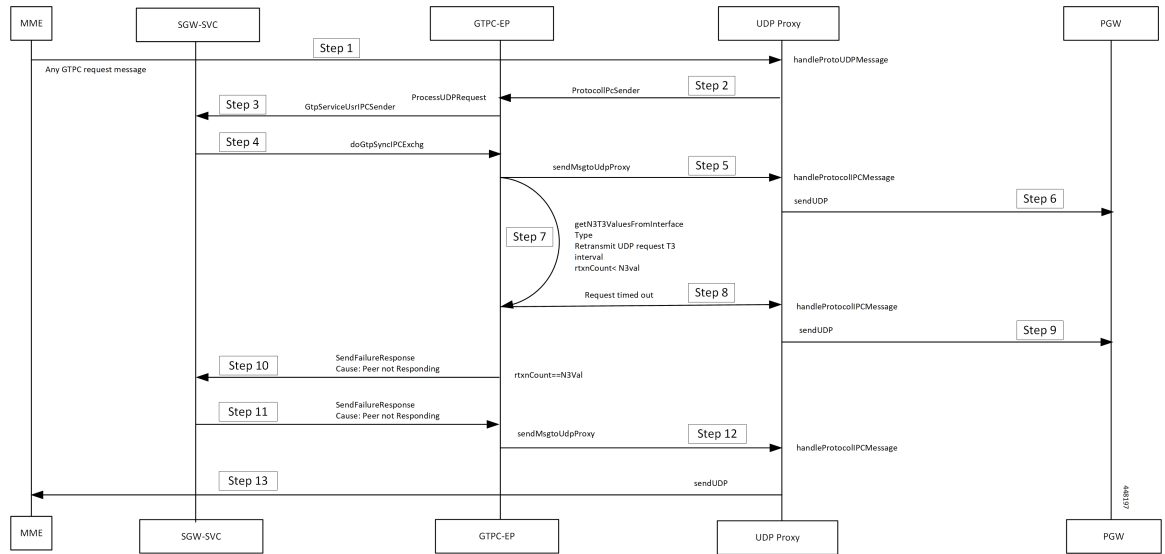 MME
SGW-SVC
GTPC-EP
UDP Proxy
PGW
Step 1
Any GTPC request message
handleProtoUDPMessage
Step 2
ProtocolIPcSender
ProcessUDPRequest
Step 3
GtpServiceUsrIPCSender
Step 4
doGtpSyncIPCExchg
Step 5
sendMsgtoUdpProxy
handleProtocolIPCMessage
sendUDP
Step 6
Step 7
getN3T3ValuesFromInterface
Type
Retransmit UDP request T3
interval
rtxnCount< N3val
Request timed out
Step 8
handleProtocolIPCMessage
sendUDP
Step 9
Step 10
SendFailureResponse
Cause: Peer not Responding
rtxnCount==N3Val
Step 11
SendFailureResponse
Cause: Peer not Responding
sendMsgtoUdpProxy
Step 12
handleProtocolIPCMessage
Step 13
sendUDP
448197
MME
SGW-SVC
GTPC-EP
UDP Proxy
PGW